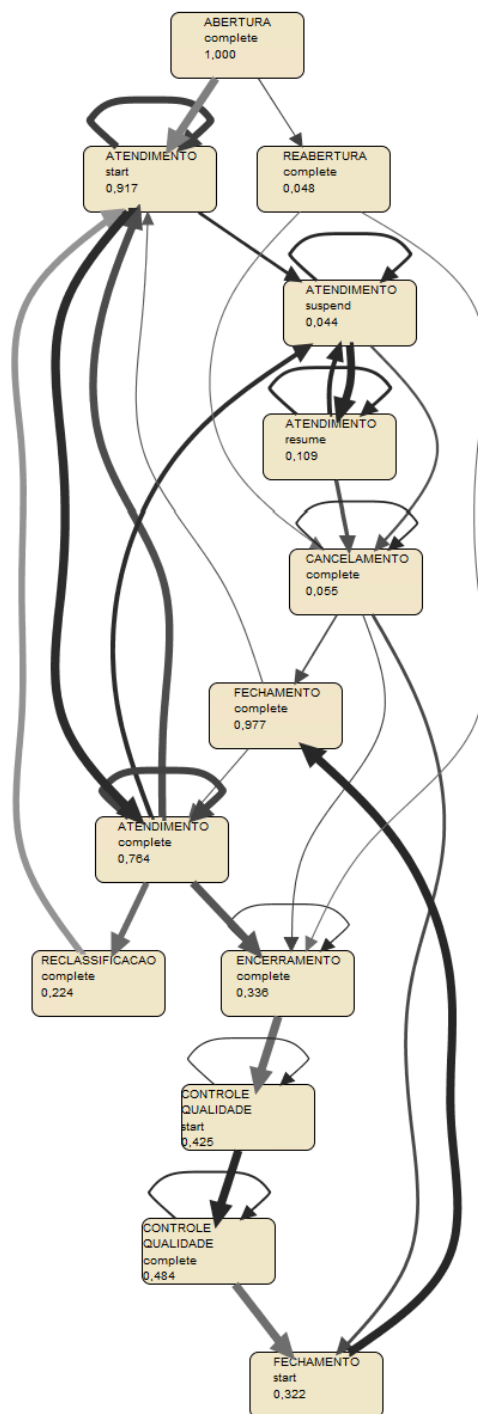 ABERTURA
complete
1,000
ATENDIMENTO
start
0,917
REABERTURA
complete
0,048
ATENDIMENTO
suspend
0,044
ATENDIMENTO
resume
0,109
CANCELAMENTO
complete
0,055
FECHAMENTO
complete
0,977
ATENDIMENTO
complete
0,764
RECLASSIFICACAO
complete
0,224
ENCERRAMENTO
complete
0,336
CONTROLE
QUALIDADE
start
0,425
CONTROLE
QUALIDADE
complete
0,484
FECHAMENTO
start
0,322